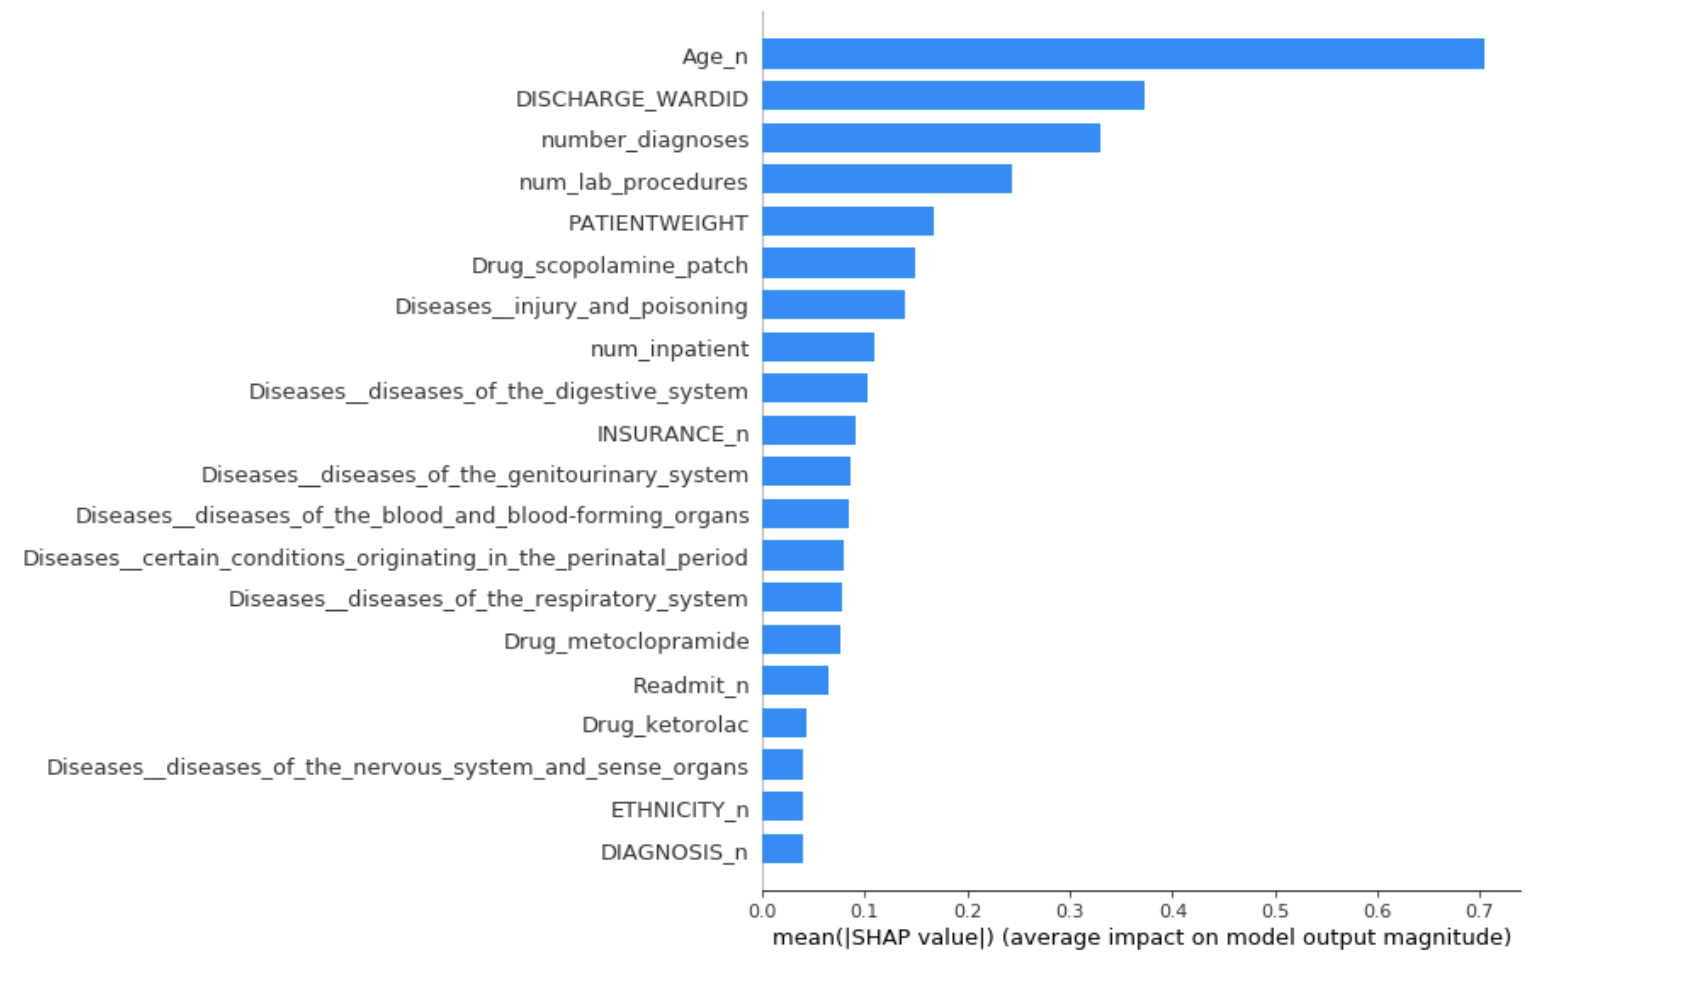 Age_n
DISCHARGE_WARDID
number_diagnoses
num_lab_procedures
PATIENTWEIGHT
Drug_scopolamine_patch
Diseases__injury_and_poisoning
num_inpatient
Diseases__diseases_of_the_digestive_system
INSURANCE_n
Diseases__diseases_of_the_genitourinary_system
Diseases__diseases_of_the_blood_and_blood-forming_organs
Diseases__certain_conditions_originating_in_the_perinatal_period
Diseases__diseases_of_the_respiratory_system
Drug_metoclopramide
Readmit_n
Drug_ketorolac
Diseases__diseases_of_the_nervous_system_and_sense_organs
ETHNICITY_n
DIAGNOSIS_n
0.0 0.1 0.2 0.3 0.4 0.5 0.6 0.7
mean(|SHAP value|) (average impact on model output magnitude)